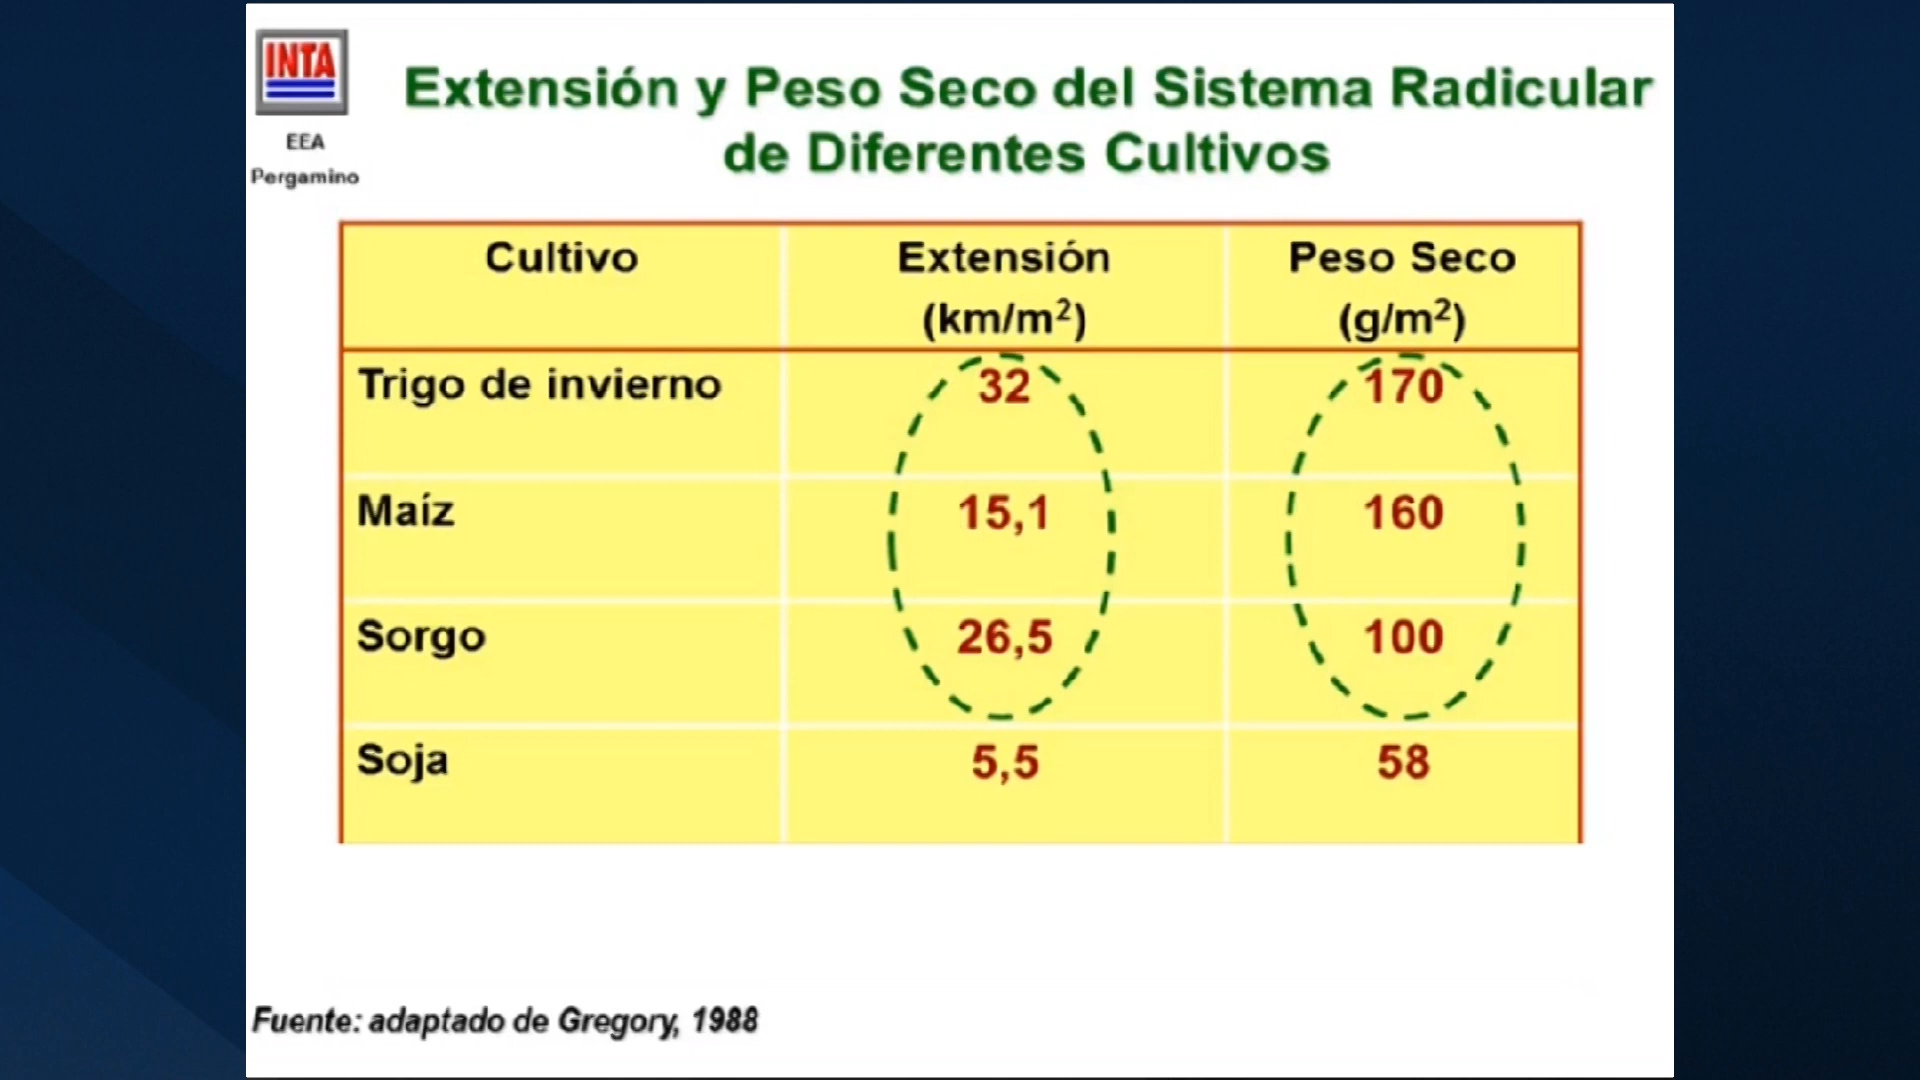 INTA
EEA
Pergamino
Extensión y Peso Seco del Sistema Radicular
de Diferentes Cultivos
Cultivo Extensión Peso Seco
(km/m²) (g/m²)
Trigo de invierno 32 170
Maíz 15,1 160
Sorgo 26,5 100
Soja 5,5 58
Fuente: adaptado de Gregory, 1988